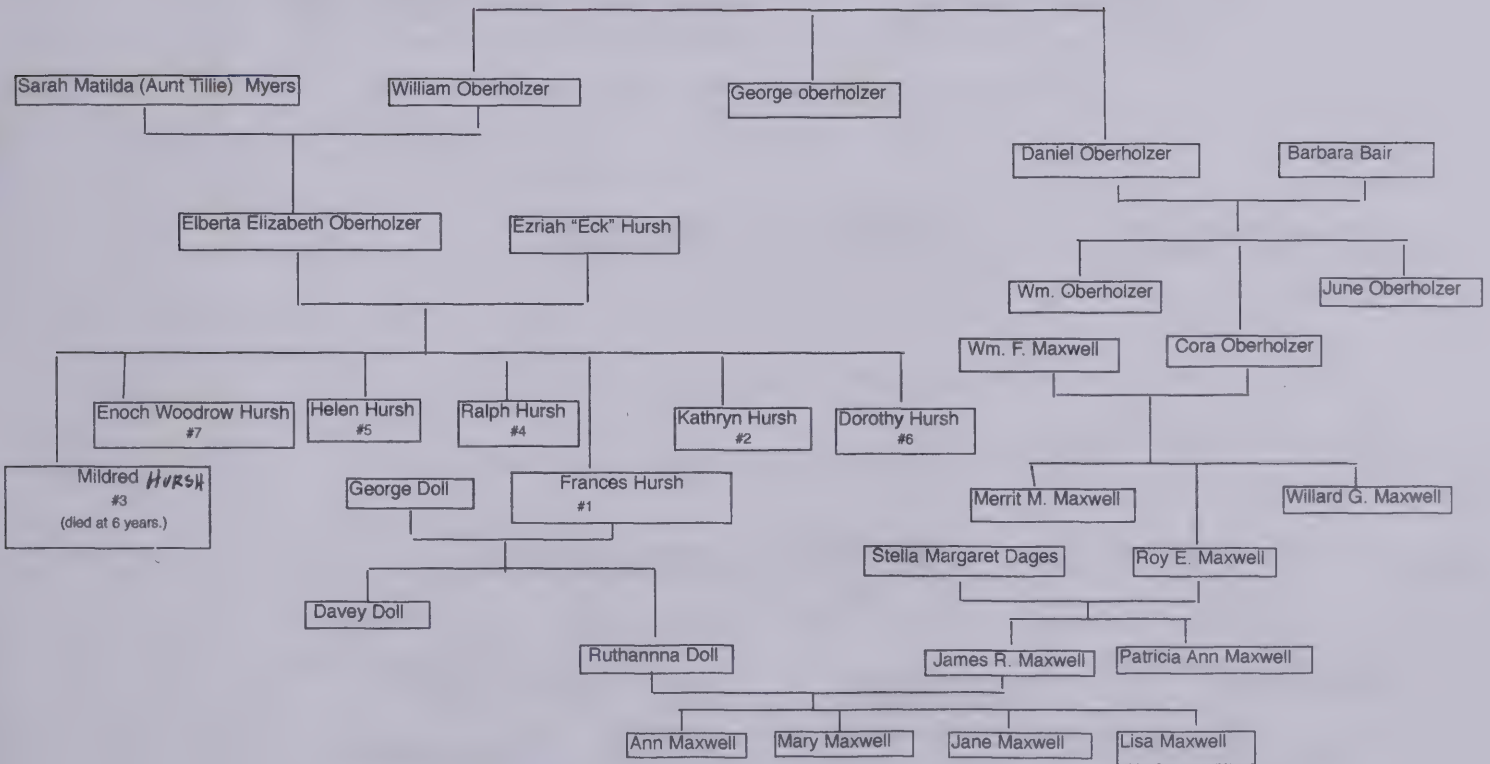 Sarah Matilda (Aunt Tillie) Myers
William Oberholzer
George oberholzer
Daniel Oberholzer
Barbara Bair
Elberta Elizabeth Oberholzer
Ezriah "Eck" Hursh
Wm. Oberholzer
June Oberholzer
Wm. F. Maxwell
Cora Oberholzer
Enoch Woodrow Hursh
#7
Helen Hursh
#5
Ralph Hursh
#4
Kathryn Hursh
#2
Dorothy Hursh
#6
Mildred HURSH
#3
(died at 6 years.)
George Doll
Frances Hursh
#1
Merrit M. Maxwell
Willard G. Maxwell
Stella Margaret Dages
Roy E. Maxwell
Davey Doll
Ruthannna Doll
James R. Maxwell
Patricia Ann Maxwell
Ann Maxwell
Mary Maxwell
Jane Maxwell
Lisa Maxwell